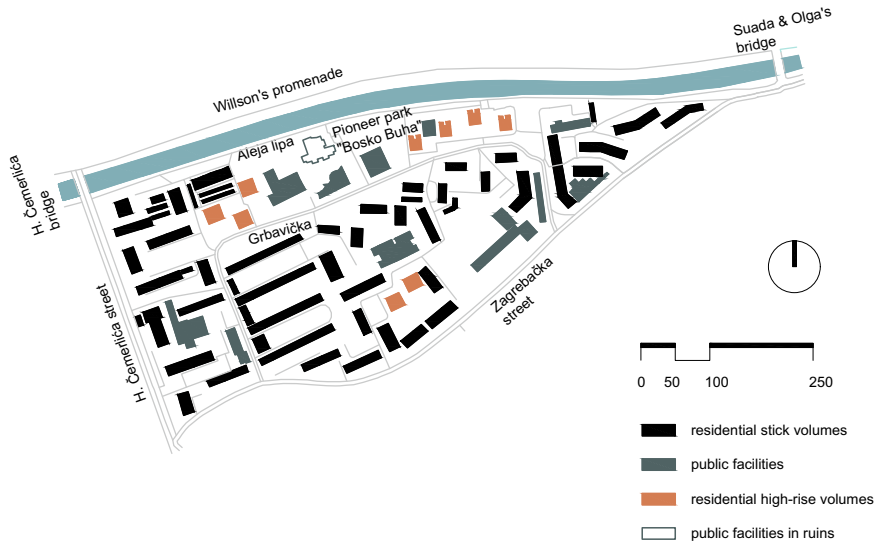 Suada & Olga's
bridge
Willson's promenade
Pioneer park
"Bosko Buha"
Aleja lipa
H. Čemerlića
bridge
Grbavička
Zagrebačka
street
H. Čemerlića street
0 50 100 250
residential stick volumes
public facilities
residential high-rise volumes
public facilities in ruins